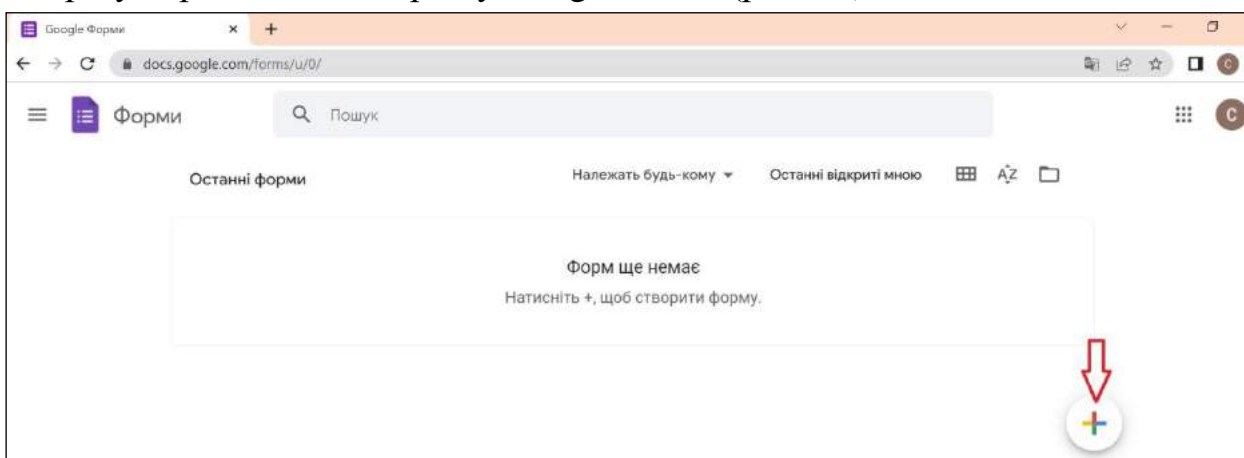 Google Форми
docs.google.com/forms/u/0/
C
Форми
Пошук
C
Останні форми
Належать будь-кому
Останні відкриті мною
AZ
Форм ще немає
Натисніть +, щоб створити форму.